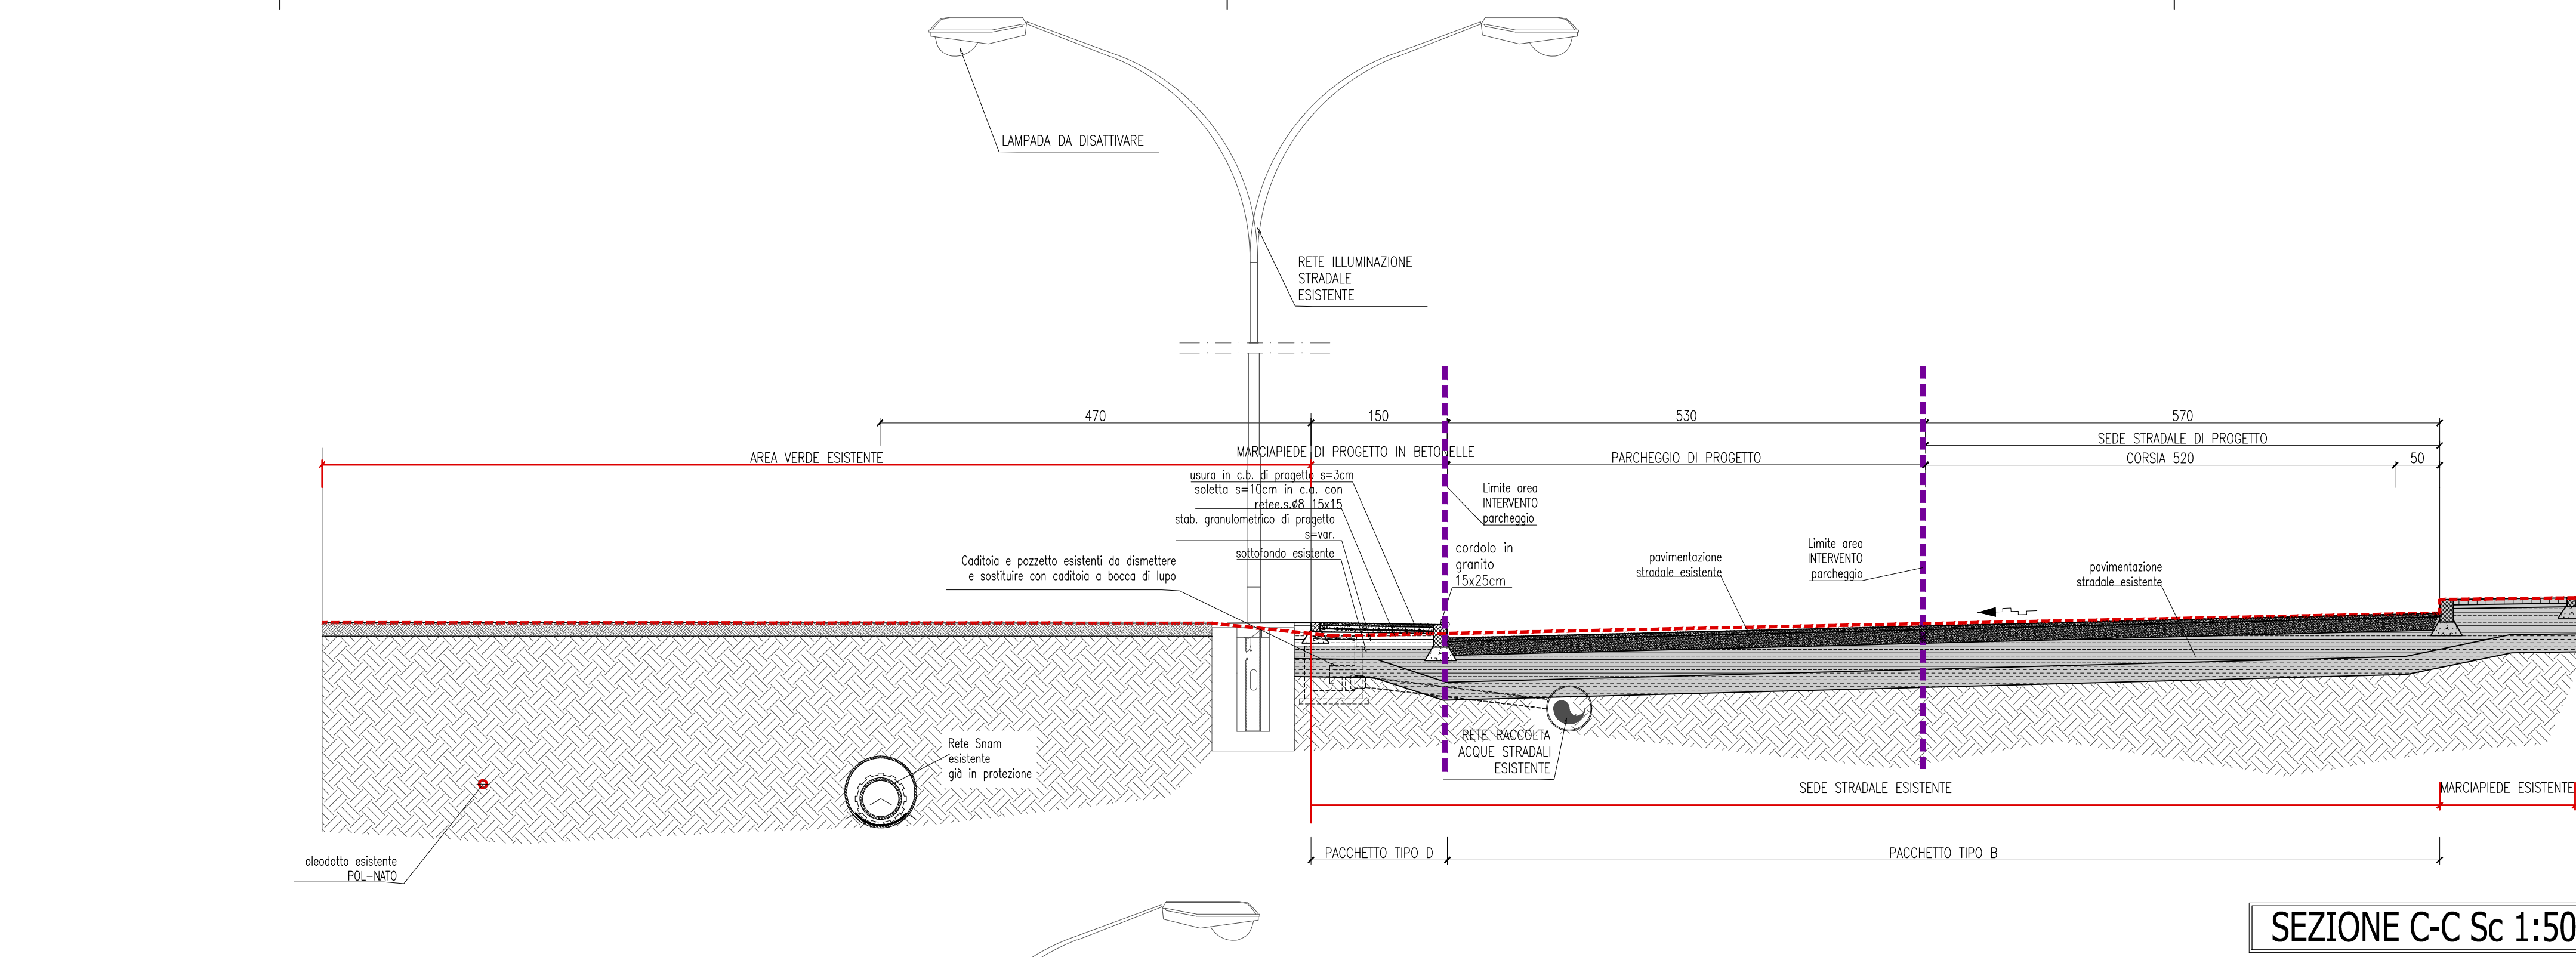 LAMPADA DA DISATTIVARE
RETE ILLUMINAZIONE
STRADALE
ESISTENTE
470
150
530
570
SEDE STRADALE DI PROGETTO
AREA VERDE ESISTENTE
MARCIAPIEDE DI PROGETTO IN BETONELLE
PARCHEGGIO DI PROGETTO
CORSIA 520
50
usura in c.b. di progetto s=3cm
soletta s=10cm in c.a. con
retee.s.ø8 15x15
stab. granulometrico di progetto
s=var.
sottofondo esistente
Limite area
INTERVENTO
parcheggio
Caditoia e pozzetto esistenti da dismettere
e sostituire con caditoia a bocca di lupo
cordolo in
granito
15x25cm
pavimentazione
stradale esistente
Limite area
INTERVENTO
parcheggio
pavimentazione
stradale esistente
Rete Snam
esistente
già in protezione
RETE RACCOLTA
ACQUE STRADALI
ESISTENTE
SEDE STRADALE ESISTENTE
MARCIAPIEDE ESISTENTE
oleodotto esistente
POL-NATO
PACCHETTO TIPO D
PACCHETTO TIPO B
SEZIONE C-C Sc 1:50